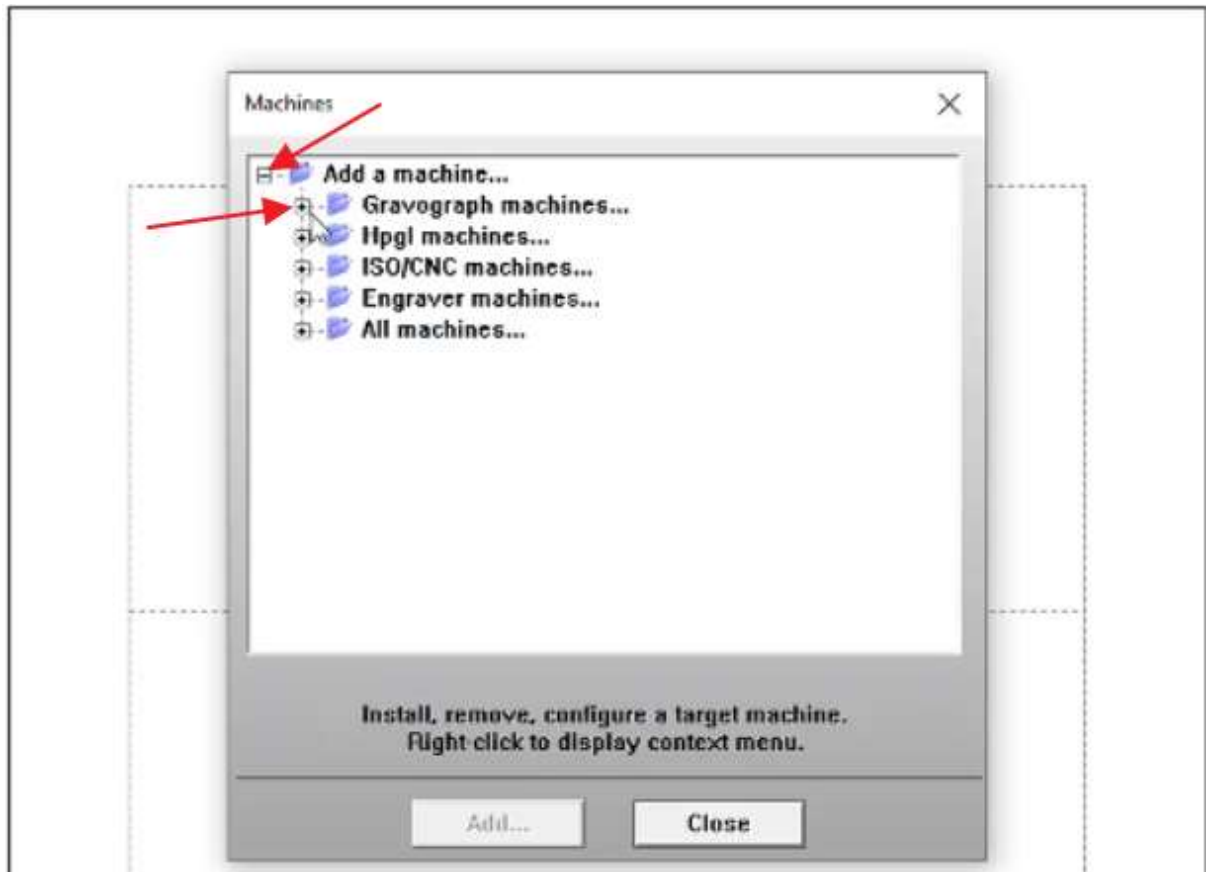 Machines
Add a machine...
Gravograph machines...
Hpgl machines...
ISO/CNC machines...
Engraver machines...
All machines...
Install, remove, configure a target machine.
Right-click to display context menu.
Add...
Close